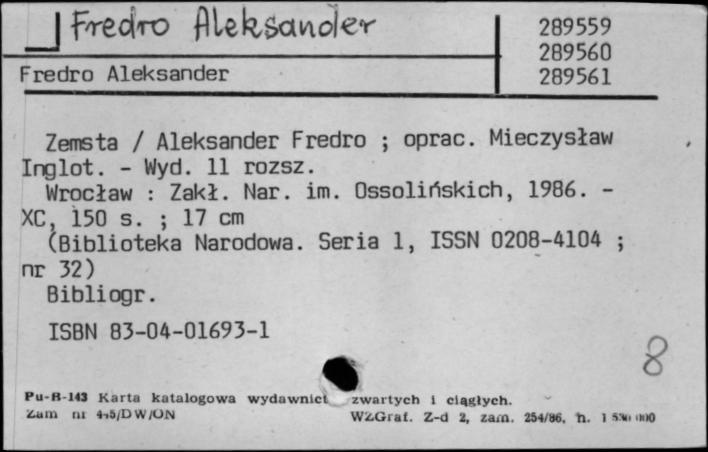 Fredro Aleksander
289559
289560
289561
Fredro Aleksander
Zemsta / Aleksander Fredro ; oprac. Mieczysław
Inglot. - Wyd. 11 rozsz.
Wrocław : Zakł. Nar. im. Ossolińskich, 1986. -
XC, 150 s. ; 17 cm
(Biblioteka Narodowa. Seria 1, ISSN 0208-4104 ;
nr 32)
Bibliogr.
ISBN 83-04-01693-1
8
Pu-B-143 Karta katalogowa wydawnict zwartych i ciągłych.
Zam nr WZGraf. Z-d 2, zam. 254/86, n.